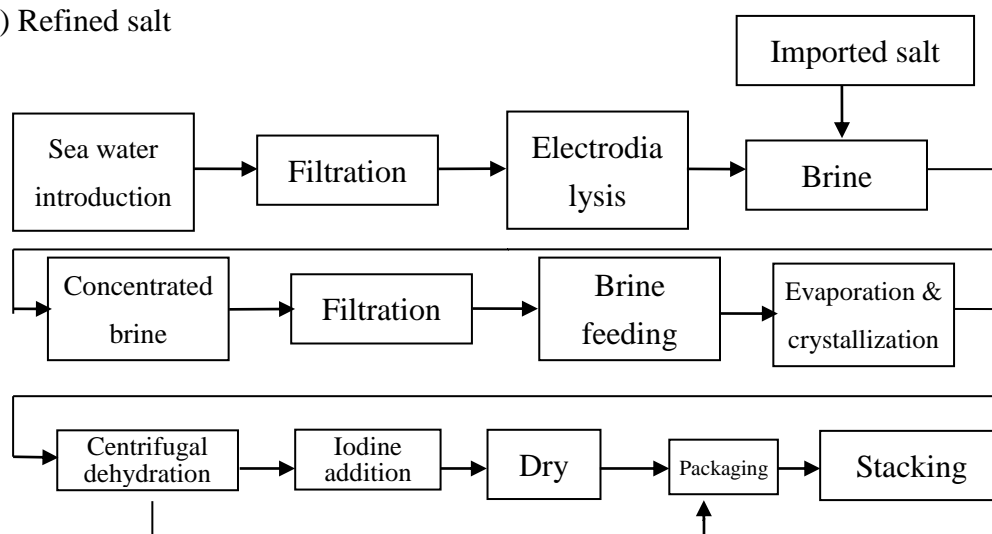 ) Refined salt
Imported salt
Sea water
introduction
Filtration
Electrodia
lysis
Brine
Concentrated
brine
Filtration
Brine
feeding
Evaporation &
crystallization
Centrifugal
dehydration
Iodine
addition
Dry
Packaging
Stacking